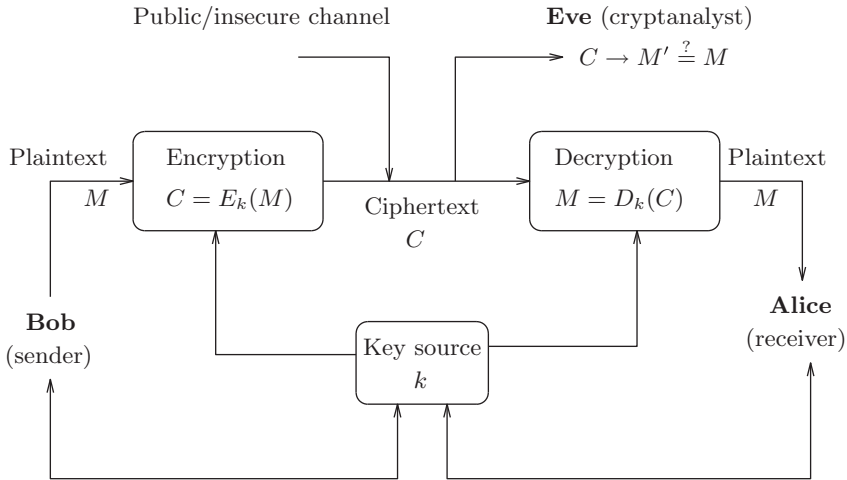 Public/insecure channel
Eve (cryptanalyst)
C → M′ ≟ M
Plaintext
M
Encryption
C = E_k(M)
Ciphertext
C
Decryption
M = D_k(C)
Plaintext
M
Bob
(sender)
Key source
k
Alice
(receiver)